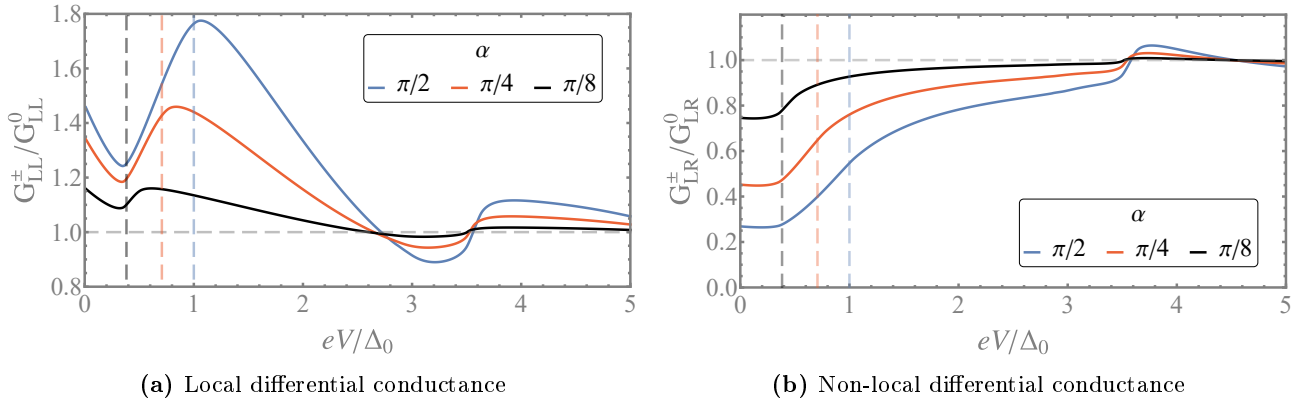 G±LL/G0LL
1.8
1.6
1.4
1.2
1.0
0.8
0 1 2 3 4 5
eV/Δ0
α
π/2 π/4 π/8
(a) Local differential conductance
G±LR/G0LR
1.0
0.8
0.6
0.4
0.2
0.0
0 1 2 3 4 5
eV/Δ0
α
π/2 π/4 π/8
(b) Non-local differential conductance